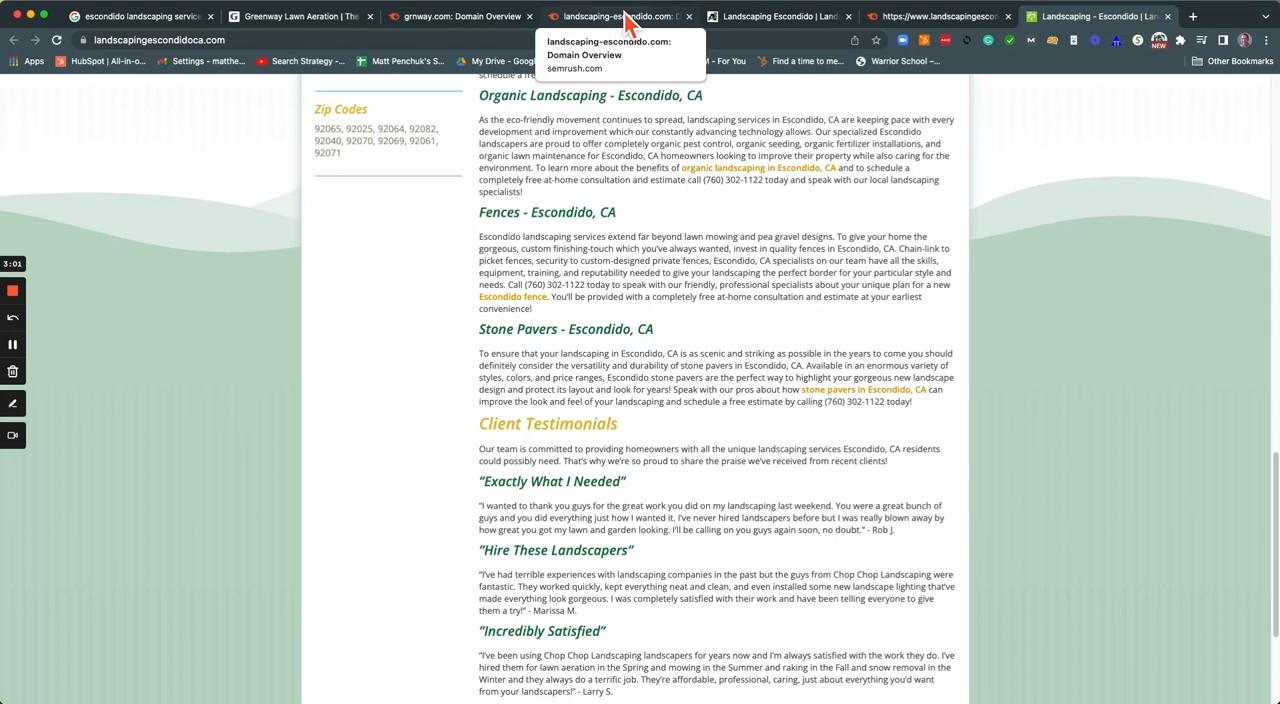 escondido landscaping service
Greenway Lawn Aeration | The
grnway.com: Domain Overview
landscaping-escondido.com: D
Landscaping Escondido | Land
https://www.landscapingescon
Landscaping - Escondido | Lan
landscapingescondidoca.com
NEW
Apps
HubSpot | All-in-o...
Settings - matthe...
Search Strategy -...
Matt Penchuk's S...
My Drive - Goog
M - For You
Find a time to me...
Warrior School –...
Other Bookmarks
landscaping-escondido.com:
Domain Overview
semrush.com
schedule a fre
Zip Codes
92065, 92025, 92064, 92082,
92040, 92070, 92069, 92061,
92071
3:01
Organic Landscaping - Escondido, CA
As the eco-friendly movement continues to spread, landscaping services in Escondido, CA are keeping pace with every
development and improvement which our constantly advancing technology allows. Our specialized Escondido
landscapers are proud to offer completely organic pest control, organic seeding, organic fertilizer installations, and
organic lawn maintenance for Escondido, CA homeowners looking to improve their property while also caring for the
environment. To learn more about the benefits of organic landscaping in Escondido, CA and to schedule a
completely free at-home consultation and estimate call (760) 302-1122 today and speak with our local landscaping
specialists!
Fences - Escondido, CA
Escondido landscaping services extend far beyond lawn mowing and pea gravel designs. To give your home the
gorgeous, custom finishing-touch which you've always wanted, invest in quality fences in Escondido, CA. Chain-link to
picket fences, security to custom-designed private fences, Escondido, CA specialists on our team have all the skills,
equipment, training, and reputability needed to give your landscaping the perfect border for your particular style and
needs. Call (760) 302-1122 today to speak with our friendly, professional specialists about your unique plan for a new
Escondido fence. You'll be provided with a completely free at-home consultation and estimate at your earliest
convenience!
Stone Pavers - Escondido, CA
To ensure that your landscaping in Escondido, CA is as scenic and striking as possible in the years to come you should
definitely consider the versatility and durability of stone pavers in Escondido, CA. Available in an enormous variety of
styles, colors, and price ranges, Escondido stone pavers are the perfect way to highlight your gorgeous new landscape
design and protect its layout and look for years! Speak with our pros about how stone pavers in Escondido, CA can
improve the look and feel of your landscaping and schedule a free estimate by calling (760) 302-1122 today!
Client Testimonials
Our team is committed to providing homeowners with all the unique landscaping services Escondido, CA residents
could possibly need. That's why we're so proud to share the praise we've received from recent clients!
"Exactly What I Needed"
"I wanted to thank you guys for the great work you did on my landscaping last weekend. You were a great bunch of
guys and you did everything just how I wanted it. I've never hired landscapers before but I was really blown away by
how great you got my lawn and garden looking. I'll be calling on you guys again soon, no doubt." - Rob J.
"Hire These Landscapers"
"I've had terrible experiences with landscaping companies in the past but the guys from Chop Chop Landscaping were
fantastic. They worked quickly, kept everything neat and clean, and even installed some new landscape lighting that've
made everything look gorgeous. I was completely satisfied with their work and have been telling everyone to give
them a try!" - Marissa M.
"Incredibly Satisfied"
"I've been using Chop Chop Landscaping landscapers for years now and I'm always satisfied with the work they do. I've
hired them for lawn aeration in the Spring and mowing in the Summer and raking in the Fall and snow removal in the
Winter and they always do a terrific job. They're affordable, professional, caring, just about everything you'd want
from your landscapers!" - Larry S.